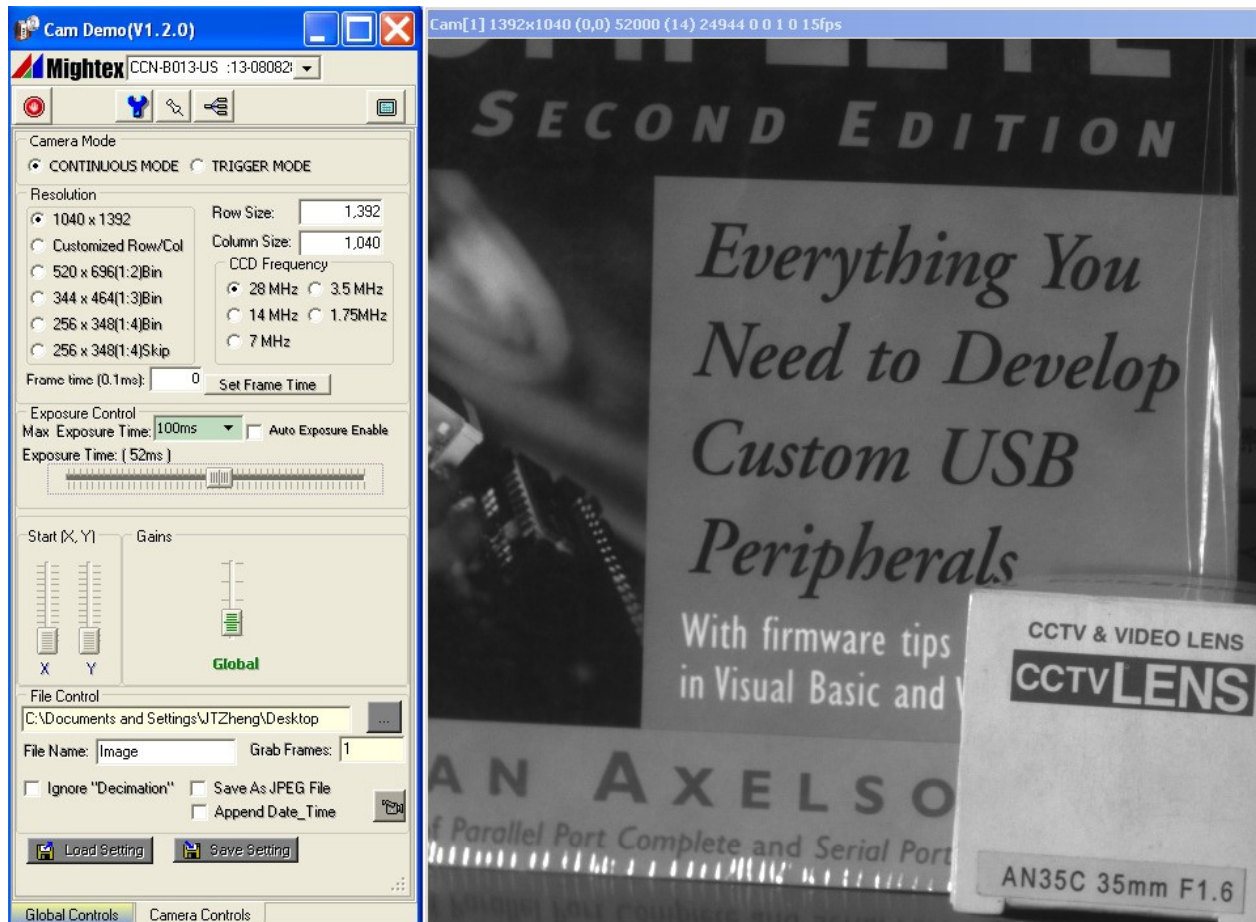 Cam Demo(V1.2.0)
Mightex CCN-B013-US :13-08082
Camera Mode
CONTINUOUS MODE TRIGGER MODE
Resolution
1040 x 1392
Customized Row/Col
520 x 696(1:2)Bin
344 x 464(1:3)Bin
256 x 348(1:4)Bin
256 x 348(1:4)Skip
Row Size: 1,392
Column Size: 1,040
CCD Frequency
28 MHz 3.5 MHz
14 MHz 1.75MHz
7 MHz
Frame time (0.1ms): 0 Set Frame Time
Exposure Control
Max Exposure Time: 100ms Auto Exposure Enable
Exposure Time: ( 52ms )
Start (X, Y) Gains
X Y Global
File Control
C:\Documents and Settings\JTZheng\Desktop ...
File Name: Image Grab Frames: 1
Ignore "Decimation" Save As JPEG File
Append Date_Time
Load Setting Save Setting
Global Controls Camera Controls
Cam[1] 1392x1040 (0,0) 52000 (14) 24944 0 0 1 0 15fps
SECOND EDITION
Everything You
Need to Develop
Custom USB
Peripherals
With firmware tips
in Visual Basic and
AN AXELSO
of Parallel Port Complete and Serial Port
CCTV & VIDEO LENS
CCTV LENS
AN35C 35mm F1.6